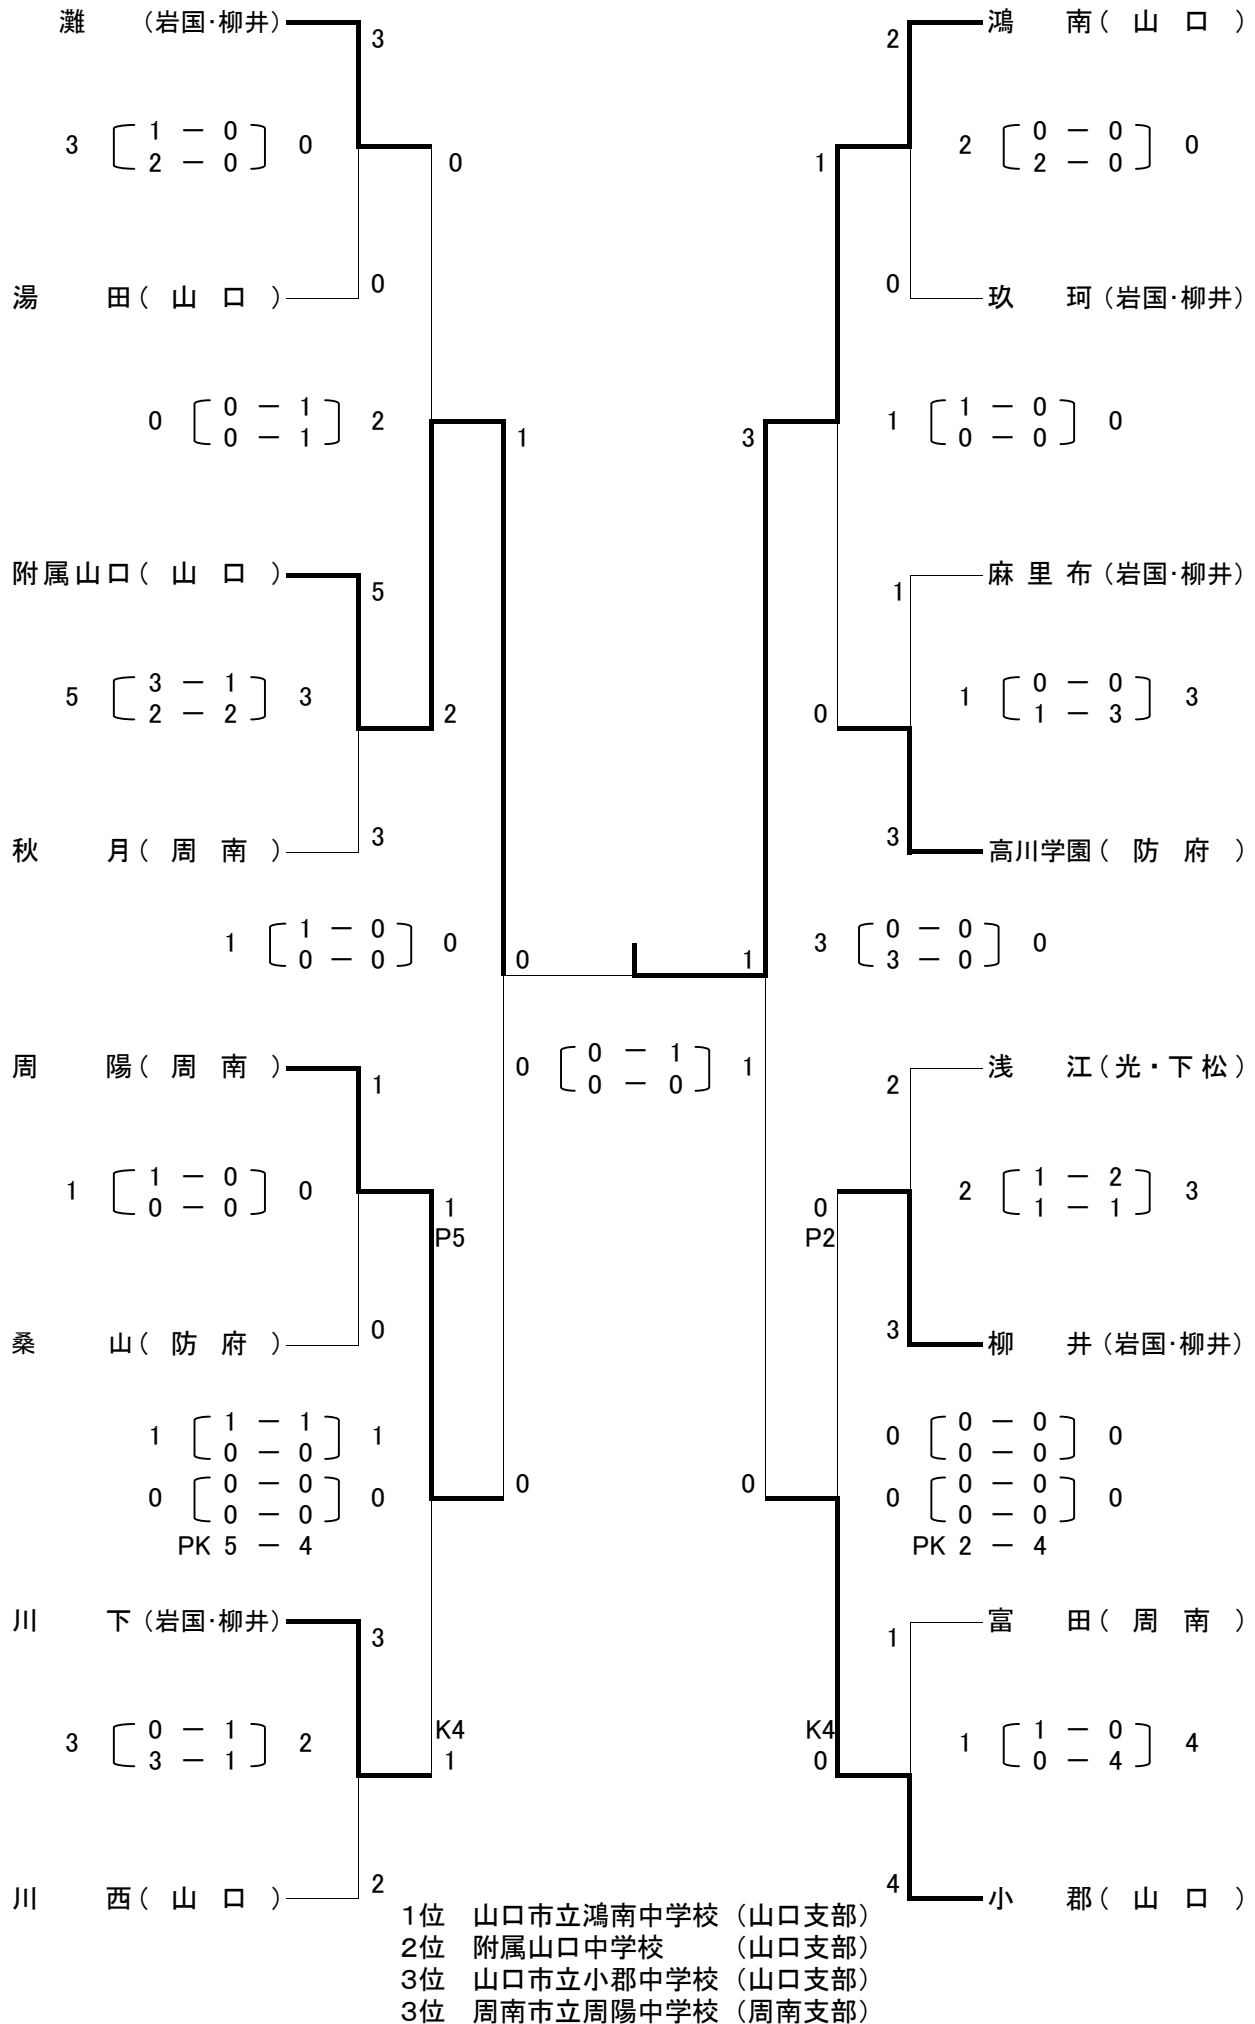 灘 （岩国・柳井） 3 2 鴻 南（ 山 口 ）
3 1 － 0 0 2 0 － 0 0
2 － 0 2 － 0
0 1
湯 田（ 山 口 ） 0 0 玖 珂（岩国・柳井）
0 0 － 1 2 1 1 － 0 0
0 － 1 0 － 0
1 3
附属山口（ 山 口 ） 5 1 麻 里 布（岩国・柳井）
5 3 － 1 3 1 0 － 0 3
2 － 2 1 － 3
2 0
秋 月（ 周 南 ） 3 3 高川学園（ 防 府 ）
1 1 － 0 0 3 0 － 0 0
0 － 0 3 － 0
0 1
周 陽（ 周 南 ） 1 2 浅 江（光・下松）
0 0 － 1 1
0 － 0
1 1 － 0 0 2 1 － 2 3
0 － 0 1 － 1
1 0
P5 P2
桑 山（ 防 府 ） 0 3 柳 井（岩国・柳井）
1 1 － 1 1 0 0 － 0 0
0 － 0 0 － 0
0 0 － 0 0 0 0 － 0 0
0 － 0 0 － 0
PK 5 － 4 PK 2 － 4
0 0
川 下（岩国・柳井） 3 1 富 田（ 周 南 ）
3 0 － 1 2 1 1 － 0 4
3 － 1 0 － 4
K4 K4
1 0
川 西（ 山 口 ） 2 4 小 郡（ 山 口 ）
1位 山口市立鴻南中学校（山口支部）
2位 附属山口中学校 （山口支部）
3位 山口市立小郡中学校（山口支部）
3位 周南市立周陽中学校（周南支部）